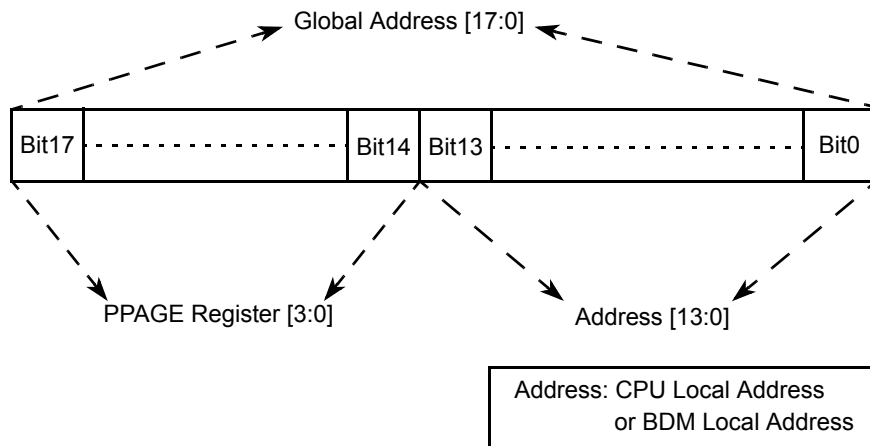 Global Address [17:0]
Bit17 Bit14 Bit13 Bit0
PPAGE Register [3:0] Address [13:0]
Address: CPU Local Address
or BDM Local Address